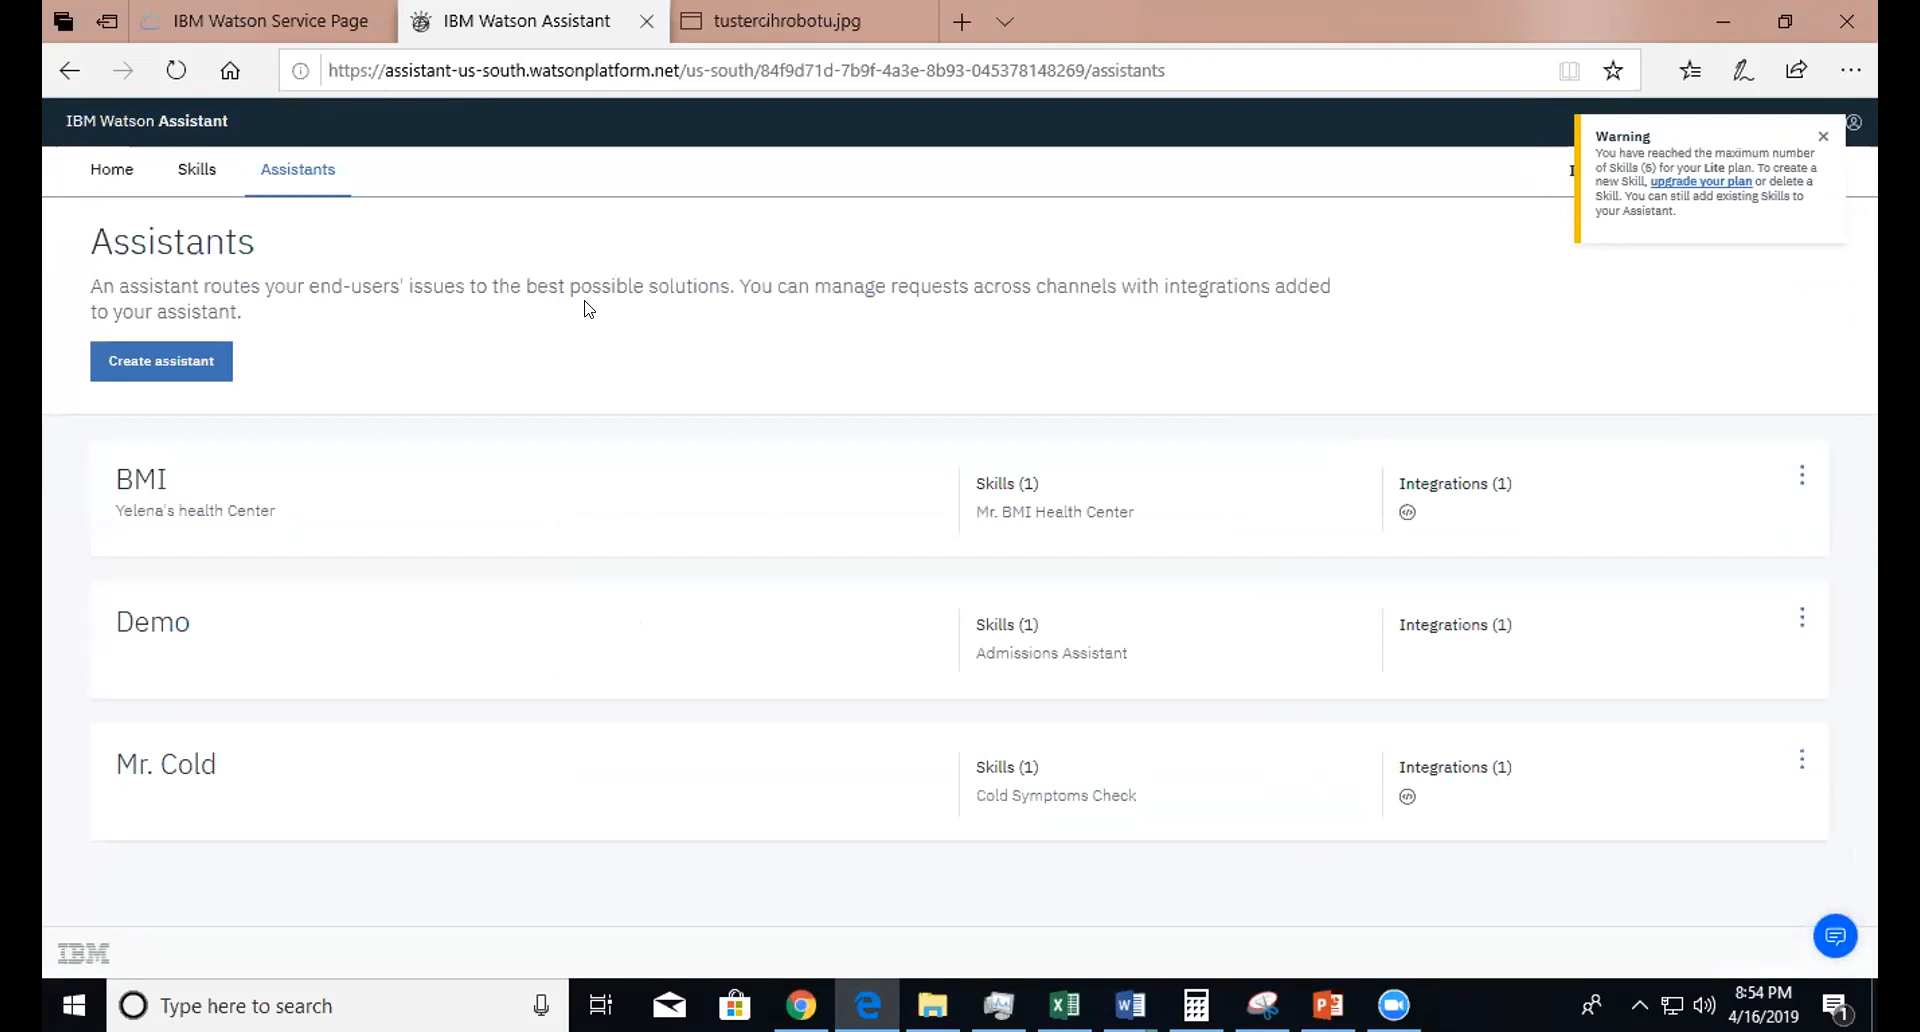 IBM Watson Service Page
IBM Watson Assistant
tustercihrobotu.jpg
https://assistant-us-south.watsonplatform.net/us-south/84f9d71d-7b9f-4a3e-8b93-045378148269/assistants
IBM Watson Assistant
Home
Skills
Assistants
Warning
You have reached the maximum number
of Skills (5) for your Lite plan. To create a
new Skill, upgrade your plan or delete a
Skill. You can still add existing Skills to
your Assistant.
Assistants
An assistant routes your end-users' issues to the best possible solutions. You can manage requests across channels with integrations added
to your assistant.
Create assistant
BMI
Yelena's health Center
Skills (1)
Mr. BMI Health Center
Integrations (1)
Demo
Skills (1)
Admissions Assistant
Integrations (1)
Mr. Cold
Skills (1)
Cold Symptoms Check
Integrations (1)
IBM
Type here to search
8:54 PM
4/16/2019
1